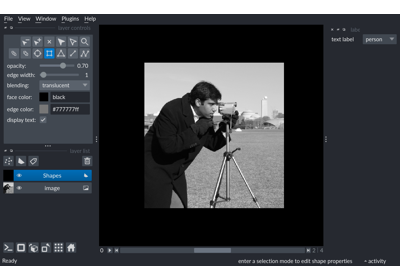 File View Window Plugins Help
layer controls
opacity: 0.70
edge width: 1
blending: translucent
face color: black
edge color: #777777ff
display text:
layer list
Shapes
image
text label person
0 2 4
Ready enter a selection mode to edit shape properties activity